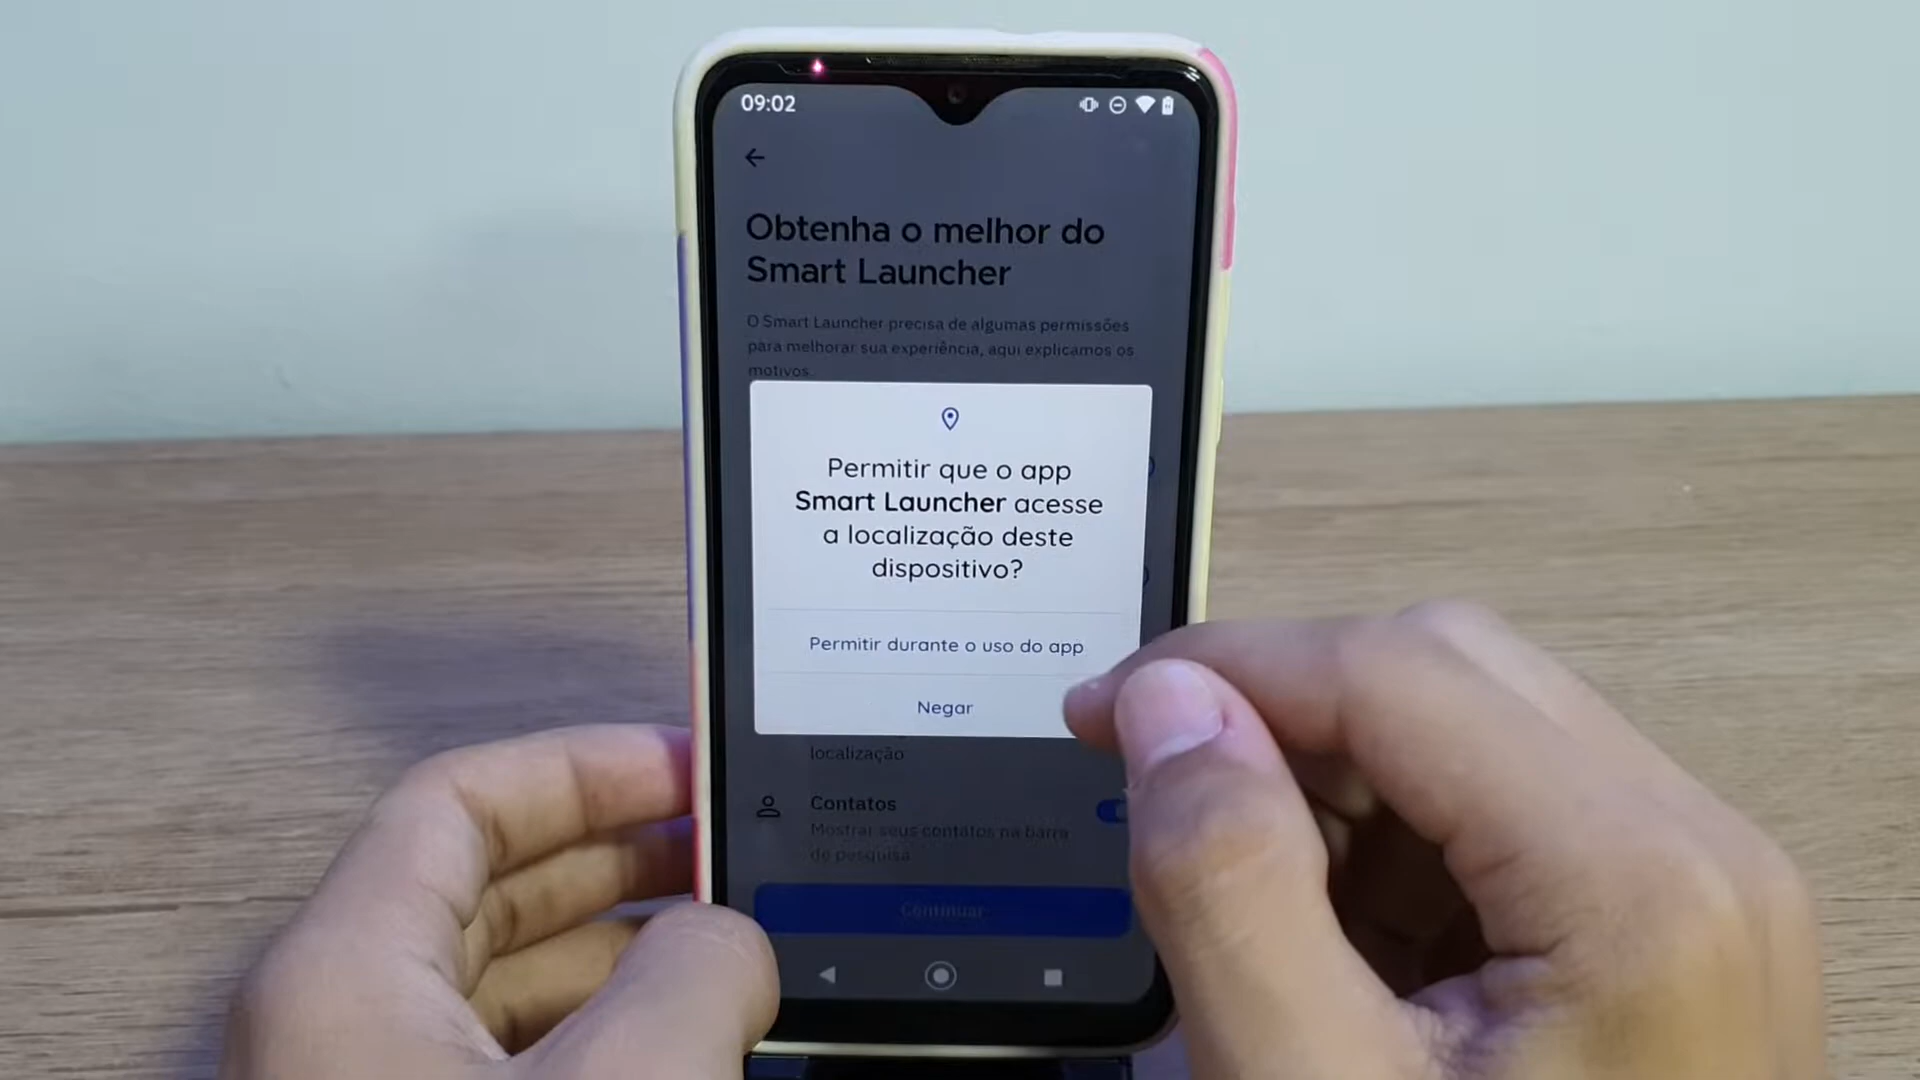 09:02
Obtenha o melhor do
Smart Launcher
O Smart Launcher precisa de algumas permissões
para melhorar sua experiência, aqui explicamos os
motivos.
Permitir que o app
Smart Launcher acesse
a localização deste
dispositivo?
Permitir durante o uso do app
Negar
localização
Contatos
Mostrar seus contatos na barra
de pesquisa
Continuar